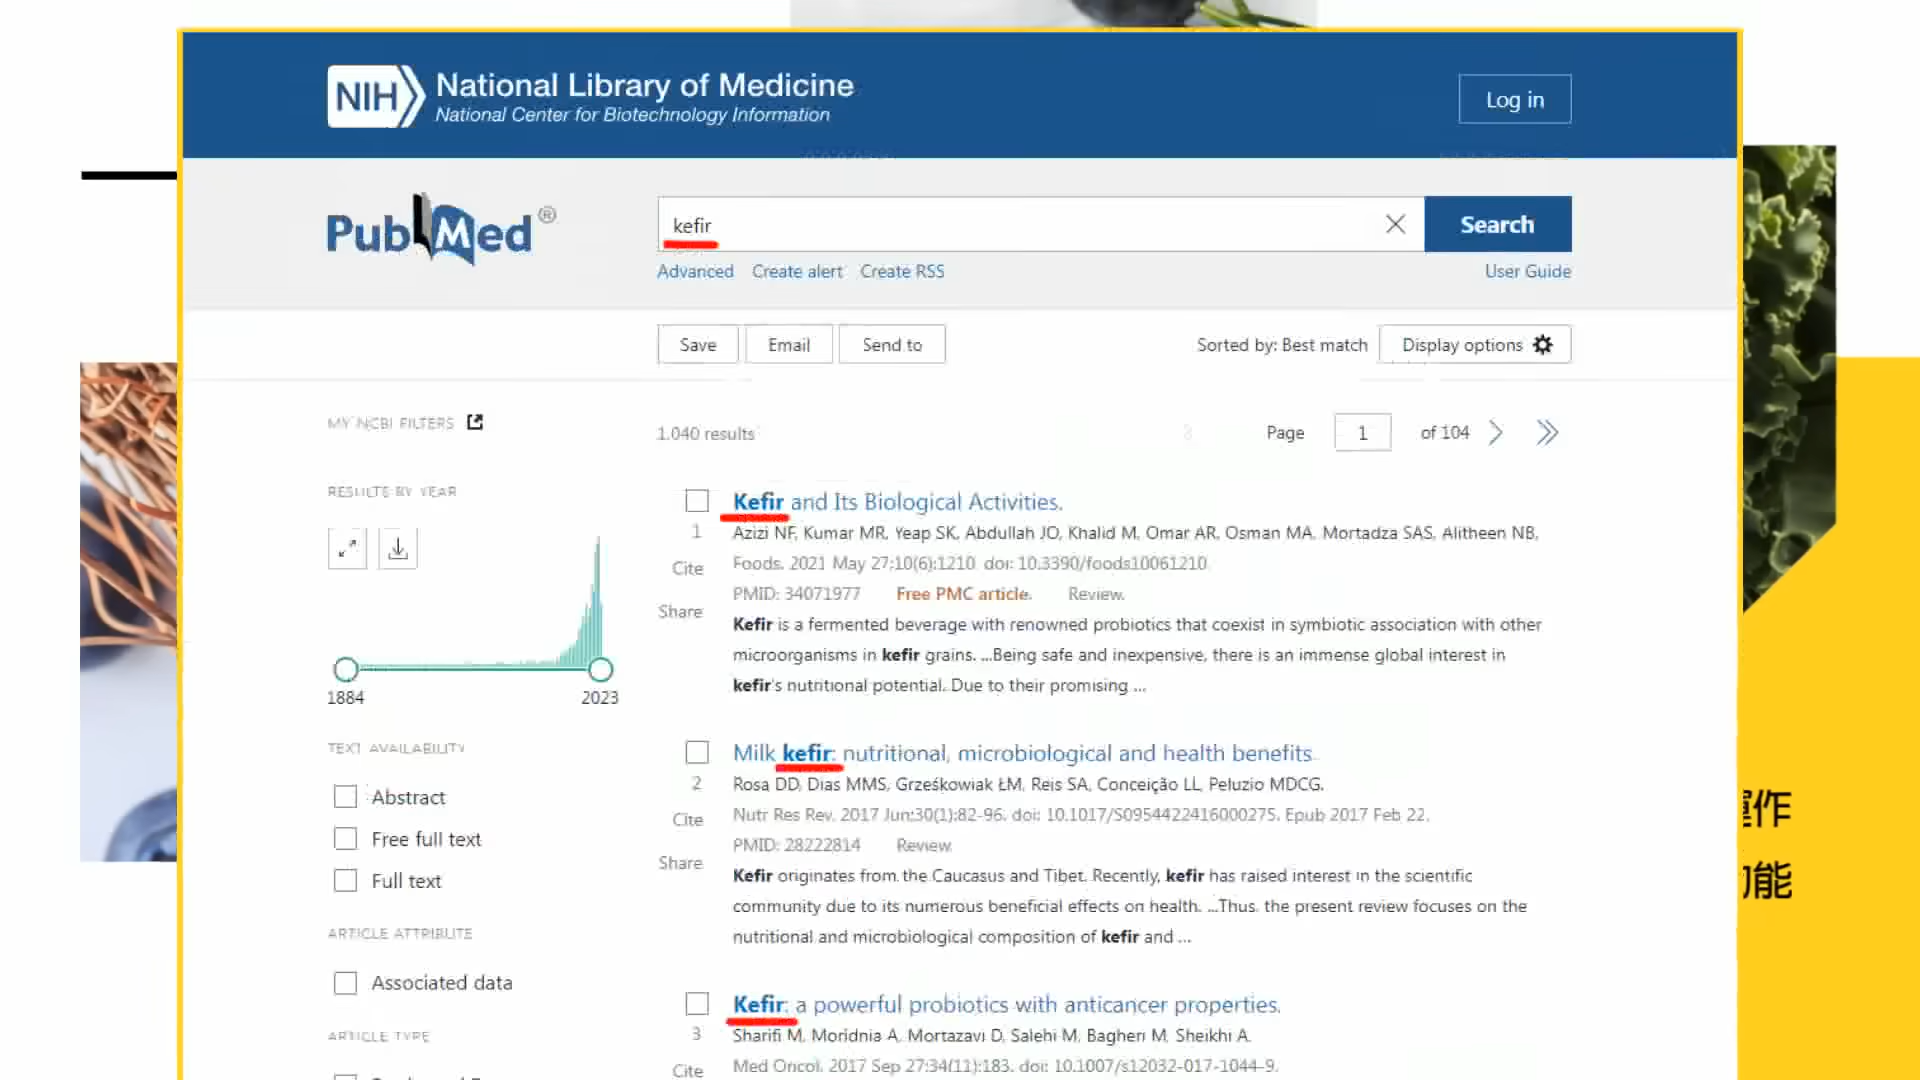 NIH National Library of Medicine
National Center for Biotechnology Information
Log in
PubMed®
kefir
Search
Advanced Create alert Create RSS
User Guide
Save Email Send to
Sorted by: Best match Display options
MY NCBI FILTERS
1,040 results
Page 1 of 104
RESULTS BY YEAR
1884 2023
TEXT AVAILABILITY
Abstract
Free full text
Full text
ARTICLE ATTRIBUTE
Associated data
ARTICLE TYPE
Kefir and Its Biological Activities.
1
Azizi NF, Kumar MR, Yeap SK, Abdullah JO, Khalid M, Omar AR, Osman MA, Mortadza SAS, Alitheen NB.
Cite
Foods. 2021 May 27;10(6):1210. doi: 10.3390/foods10061210.
PMID: 34071977 Free PMC article. Review.
Share
Kefir is a fermented beverage with renowned probiotics that coexist in symbiotic association with other
microorganisms in kefir grains. ...Being safe and inexpensive, there is an immense global interest in
kefir's nutritional potential. Due to their promising ...
Milk kefir: nutritional, microbiological and health benefits.
2
Rosa DD, Dias MMS, Grześkowiak ŁM, Reis SA, Conceição LL, Peluzio MDCG.
Cite
Nutr Res Rev. 2017 Jun;30(1):82-96. doi: 10.1017/S0954422416000275. Epub 2017 Feb 22.
PMID: 28222814 Review.
Share
Kefir originates from the Caucasus and Tibet. Recently, kefir has raised interest in the scientific
community due to its numerous beneficial effects on health. ...Thus, the present review focuses on the
nutritional and microbiological composition of kefir and ...
Kefir: a powerful probiotics with anticancer properties.
3
Sharifi M, Moridnia A, Mortazavi D, Salehi M, Bagheri M, Sheikhi A.
Cite
Med Oncol. 2017 Sep 27;34(11):183. doi: 10.1007/s12032-017-1044-9.
運作
功能